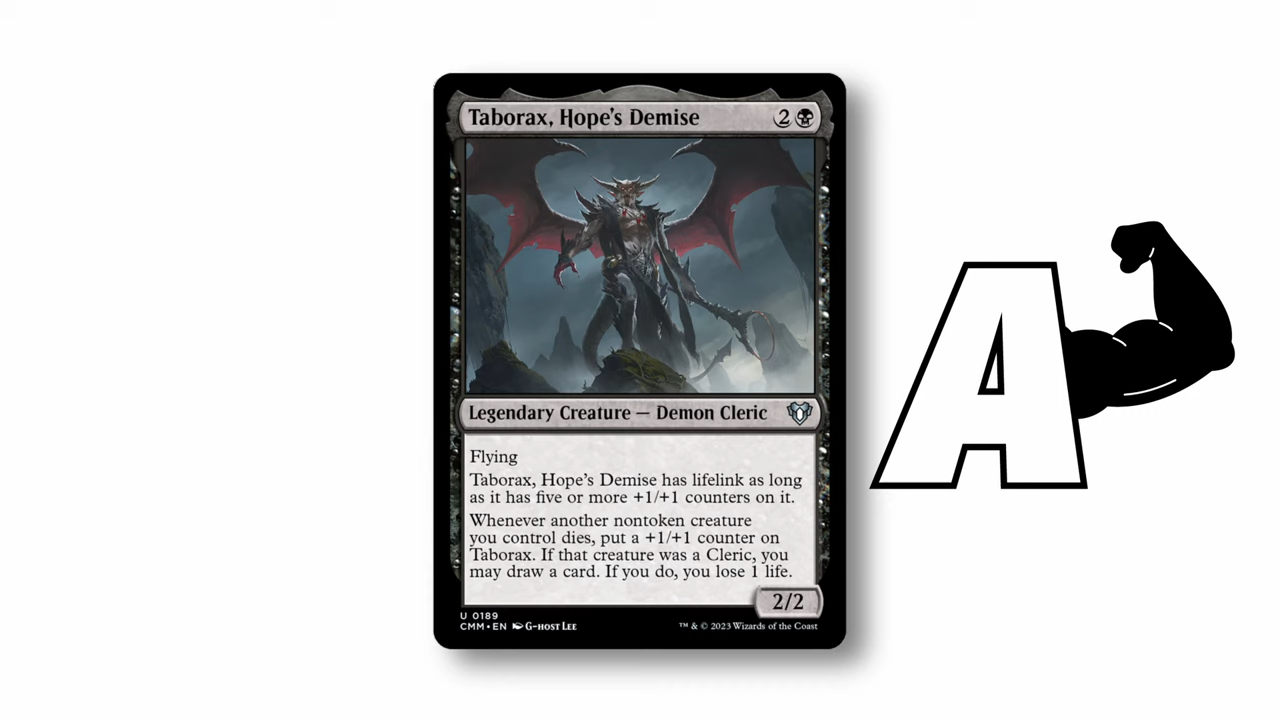 Taborax, Hope's Demise 2
Legendary Creature — Demon Cleric
Flying
Taborax, Hope's Demise has lifelink as long
as it has five or more +1/+1 counters on it.
Whenever another nontoken creature
you control dies, put a +1/+1 counter on
Taborax. If that creature was a Cleric, you
may draw a card. If you do, you lose 1 life.
2/2
U 0189
CMM • EN G-HOST LEE
™ & © 2023 Wizards of the Coast
A